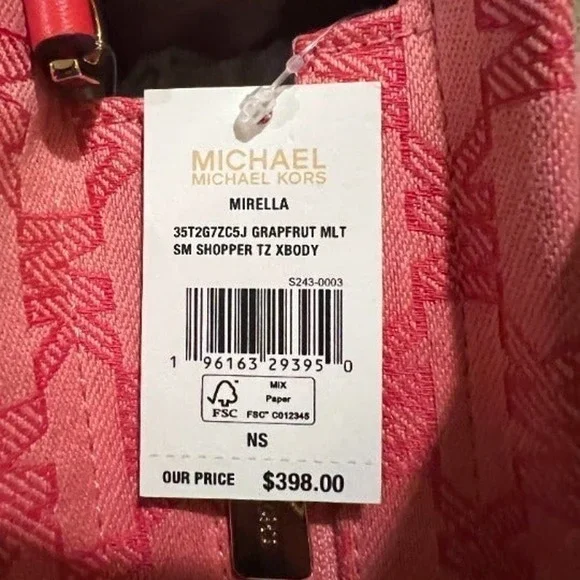 MICHAEL
MICHAEL KORS
MIRELLA
35T2G7ZC5J GRAPFRUT MLT
SM SHOPPER TZ XBODY
S243-0003
1 96163 29395 0
FSC
MIX
Paper
FSC™ C012345
NS
OUR PRICE $398.00